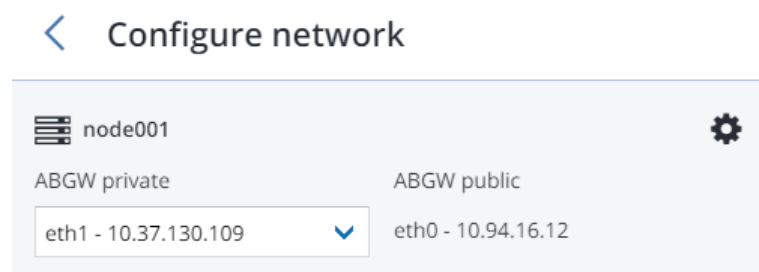 Configure network
node001
ABGW private
ABGW public
eth1 - 10.37.130.109
eth0 - 10.94.16.12